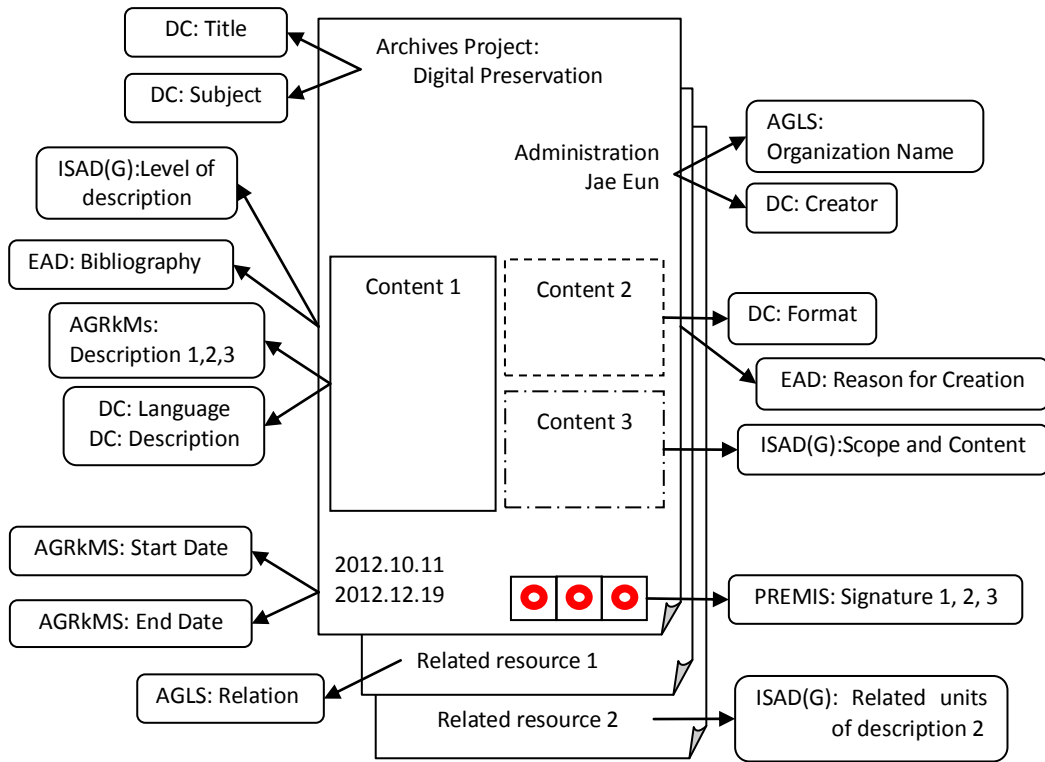 DC: Title
DC: Subject
Archives Project:
Digital Preservation
Administration
Jae Eun
AGLS:
Organization Name
DC: Creator
ISAD(G):Level of
description
EAD: Bibliography
AGRkMs:
Description 1,2,3
DC: Language
DC: Description
Content 1
Content 2
Content 3
DC: Format
EAD: Reason for Creation
ISAD(G):Scope and Content
AGRkMS: Start Date
AGRkMS: End Date
2012.10.11
2012.12.19
PREMIS: Signature 1, 2, 3
Related resource 1
AGLS: Relation
Related resource 2
ISAD(G): Related units
of description 2